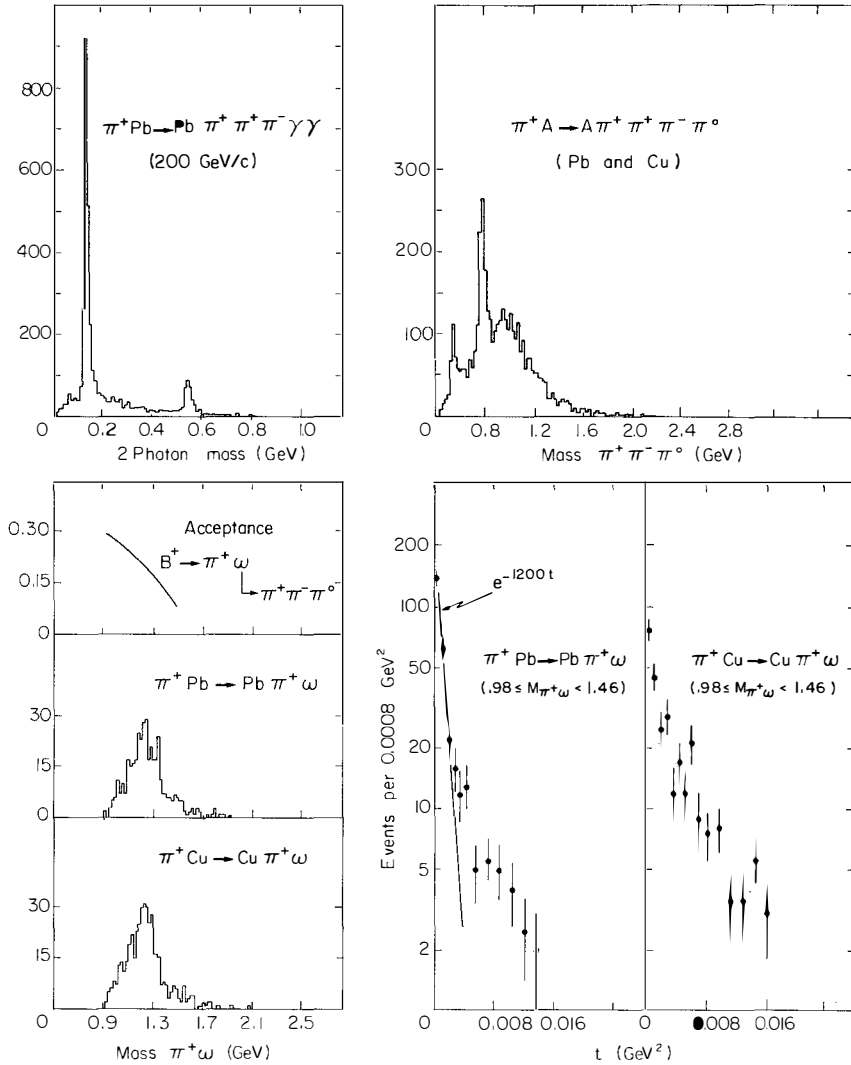 800
600
400
200
0
0.2
0.4
0.6
0.8
1.0
π⁺Pb→Pb π⁺ π⁺ π⁻ γγ
(200 GeV/c)
2 Photon mass (GeV)
300
200
100
0
0.8
1.2
1.6
2.0
2.4
2.8
π⁺ A → A π⁺ π⁺ π⁻ π°
(Pb and Cu)
Mass π⁺ π⁻ π° (GeV)
0.30
0.15
0
Acceptance
B⁺ → π⁺ ω
→ π⁺ π⁻ π°
π⁺ Pb → Pb π⁺ω
30
15
0
π⁺ Cu → Cu π⁺ω
30
15
0
0.9
1.3
1.7
2.1
2.5
Mass π⁺ω (GeV)
Events per 0.0008 GeV²
200
100
50
20
10
5
2
e⁻¹²⁰⁰ᵗ
π⁺ Pb → Pb π⁺ω
(.98 ≤ M π⁺ω < 1.46)
π⁺ Cu → Cu π⁺ω
(.98 ≤ M π⁺ω < 1.46)
0
0.008
0.016
0
0.008
0.016
t (GeV²)